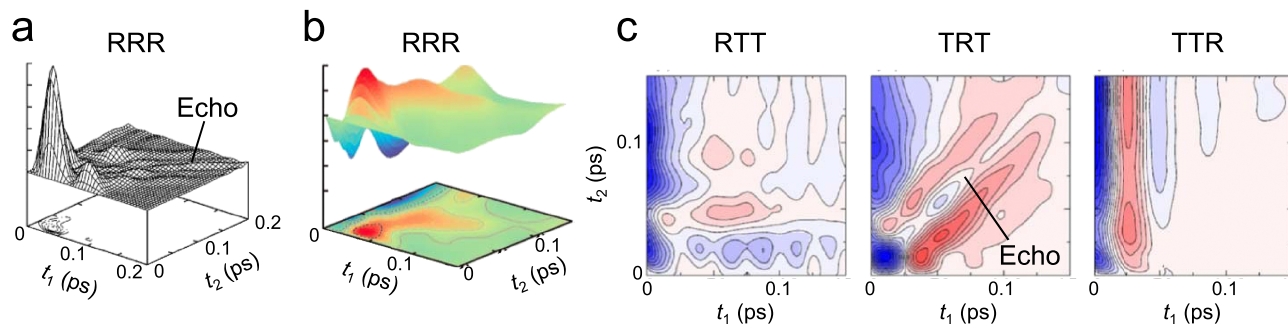 a
RRR
Echo
0
0.1
0.2
t1 (ps)
0
0.1
0.2
t2 (ps)
b
RRR
0
0.1
t1 (ps)
0
0.1
t2 (ps)
c
RTT
TRT
TTR
0.1
t2 (ps)
0
Echo
0
0.1
t1 (ps)
0
0.1
t1 (ps)
0
0.1
t1 (ps)